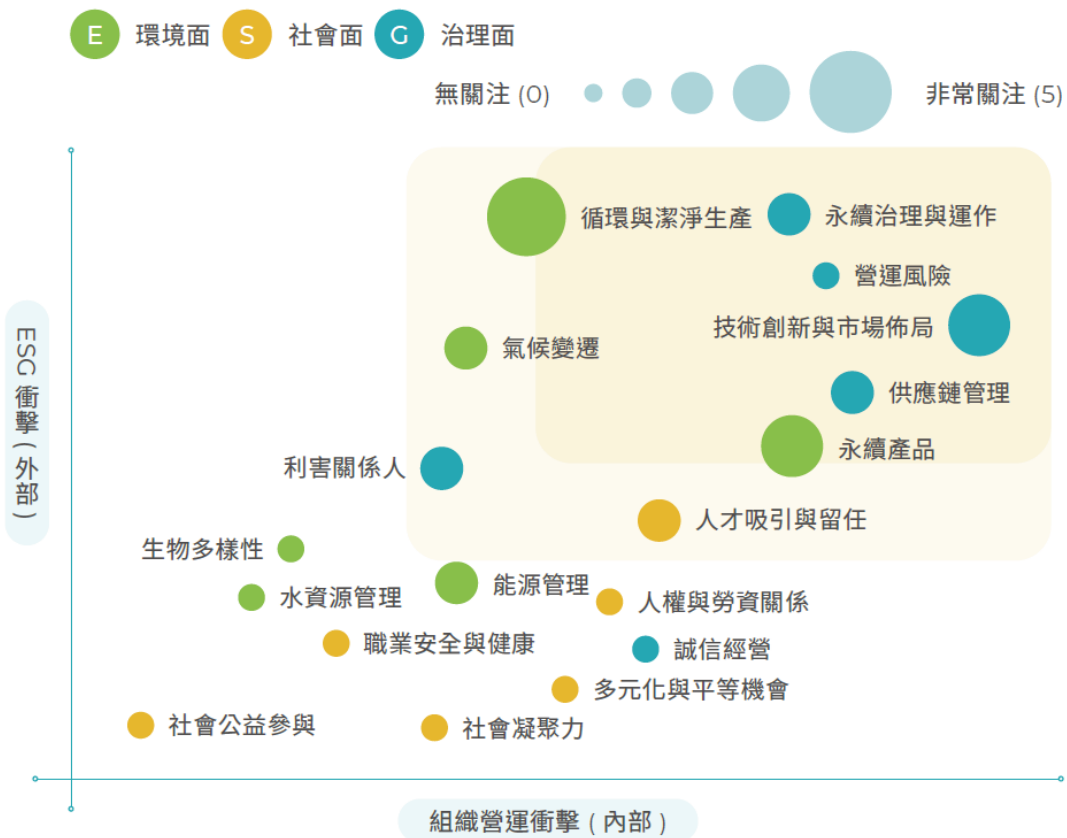 E 環境面 S 社會面 G 治理面
無關注 (0) 非常關注 (5)
循環與潔淨生產
永續治理與運作
營運風險
技術創新與市場佈局
氣候變遷
供應鏈管理
永續產品
利害關係人
人才吸引與留任
生物多樣性
能源管理
水資源管理
人權與勞資關係
職業安全與健康
誠信經營
多元化與平等機會
社會公益參與
社會凝聚力
ESG 衝擊 ( 外部 )
組織營運衝擊 ( 內部 )